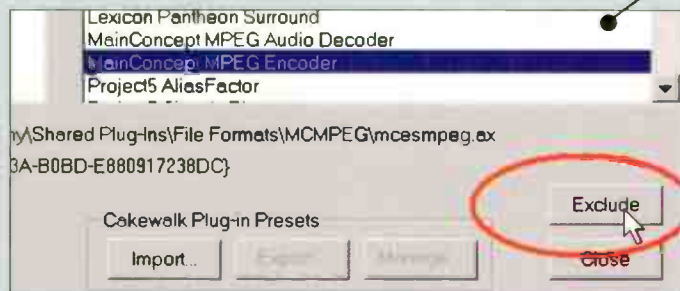 Lexicon Pantheon Surround
MainConcept MPEG Audio Decoder
MainConcept MPEG Encoder
Project5 AliasFactor
ny\Shared Plug-Ins\File Formats\MCMPEG\mcesmpeg.ax
3A-B0BD-E880917238DC}
Exclude
Cakewalk Plug-in Presets
Import...
Export...
Close